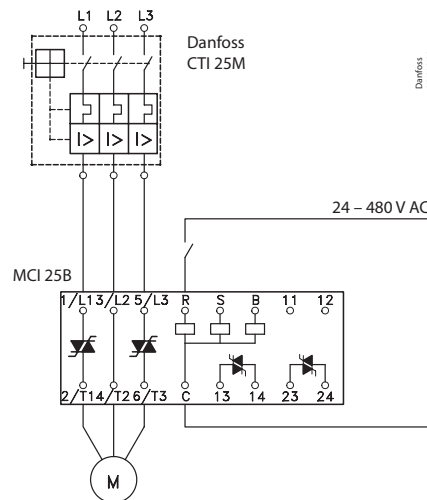 L1 L2 L3
Danfoss
CTI 25M
Danfoss
I> I> I>
24 – 480 V AC
MCI 25B
1/L1 3/L2 5/L3 R S B 11 12
2/T1 4/T2 6/T3 C 13 14 23 24
M